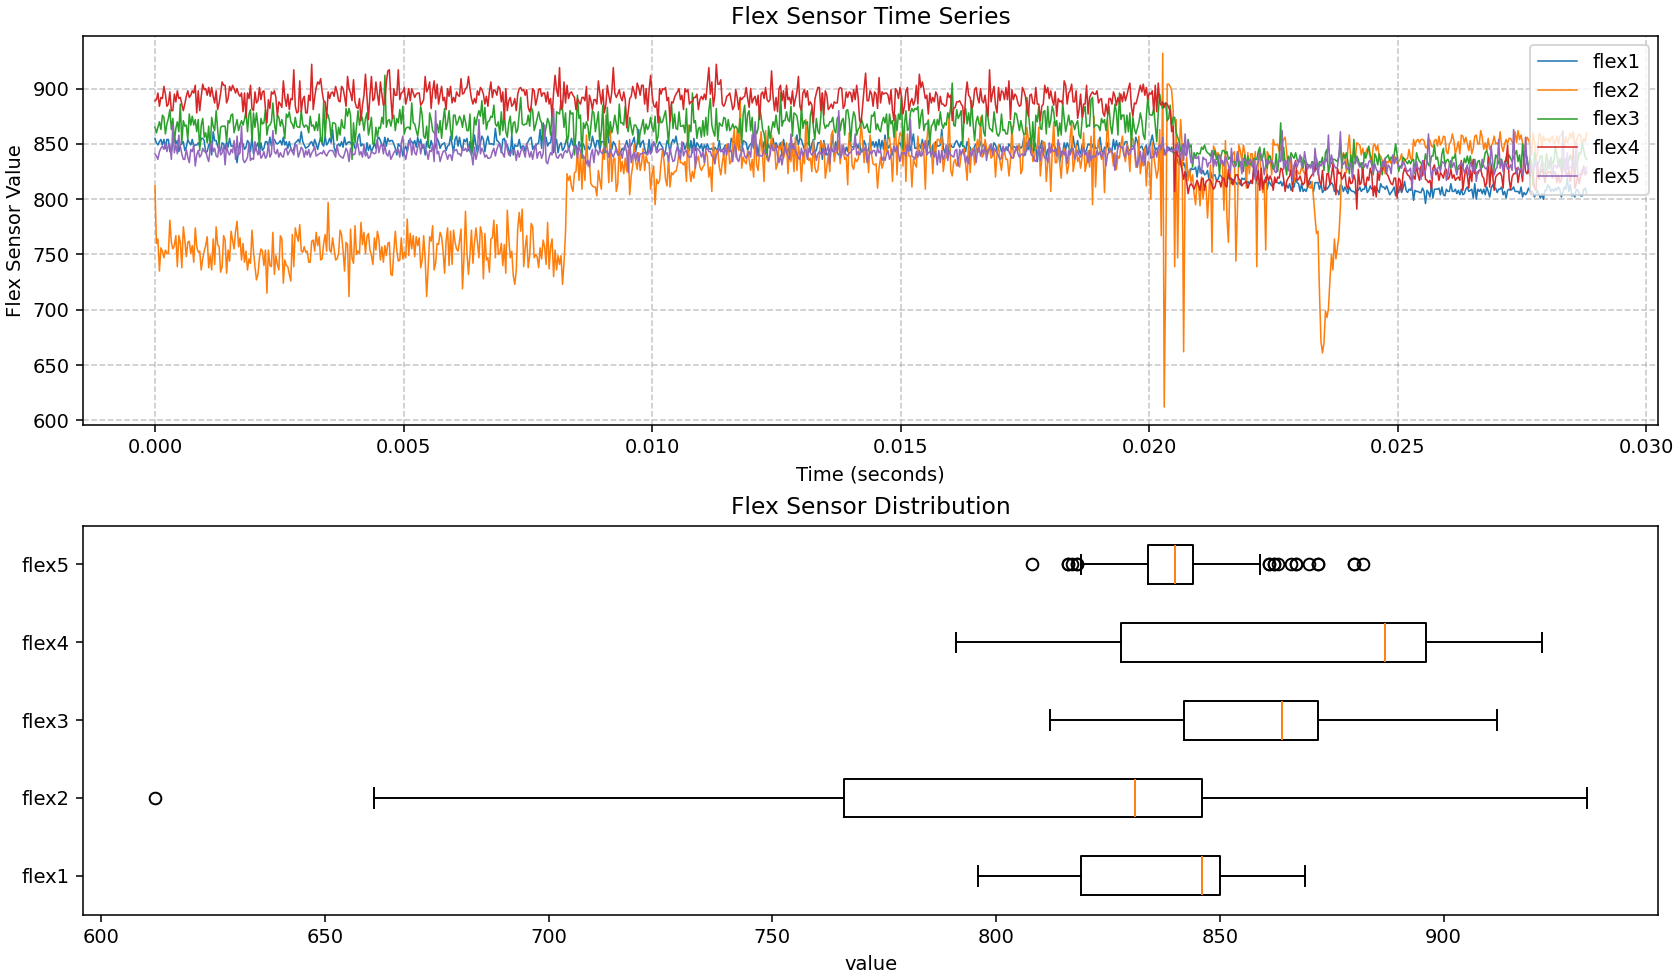 Flex Sensor Time Series
Flex Sensor Value
900
850
800
750
700
650
600
flex1
flex2
flex3
flex4
flex5
0.000 0.005 0.010 0.015 0.020 0.025 0.030
Time (seconds)
Flex Sensor Distribution
flex5
flex4
flex3
flex2
flex1
600 650 700 750 800 850 900
value